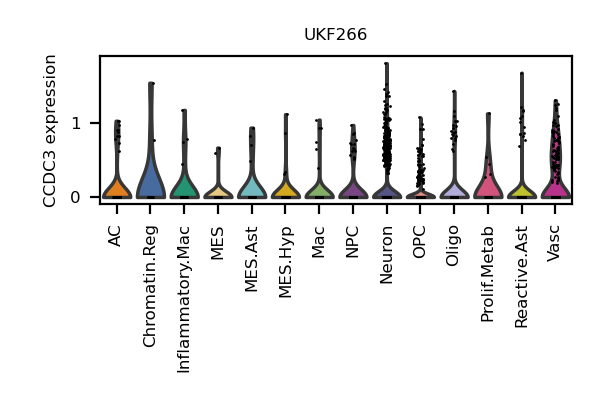 UKF266
CCDC3 expression
1
0
AC
Chromatin.Reg
Inflammatory.Mac
MES
MES.Ast
MES.Hyp
Mac
NPC
Neuron
OPC
Oligo
Prolif.Metab
Reactive.Ast
Vasc